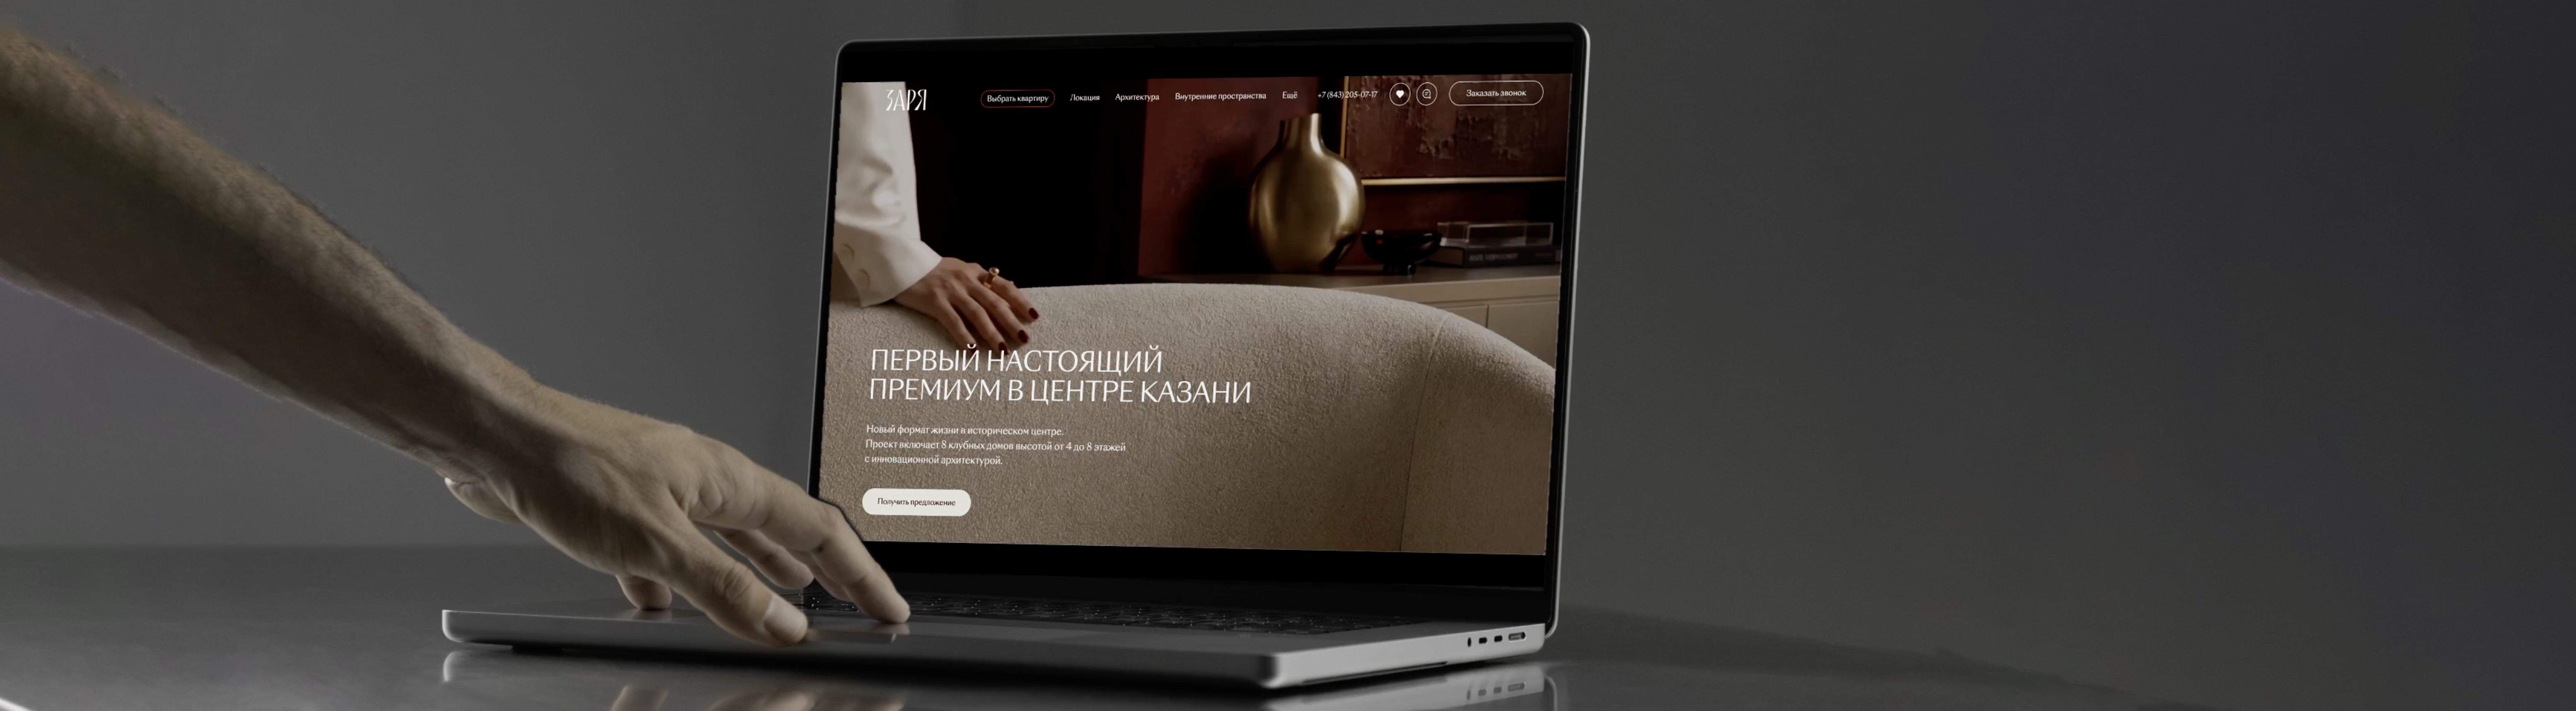 ЗАРЯ
Выбрать квартиру
Локация
Архитектура
Внутренние пространства
Ещё
+7 (843) 205-07-17
Заказать звонок
ПЕРВЫЙ НАСТОЯЩИЙ
ПРЕМИУМ В ЦЕНТРЕ КАЗАНИ
Новый формат жизни в историческом центре.
Проект включает 8 клубных домов высотой от 4 до 8 этажей
с инновационной архитектурой.
Получить предложение